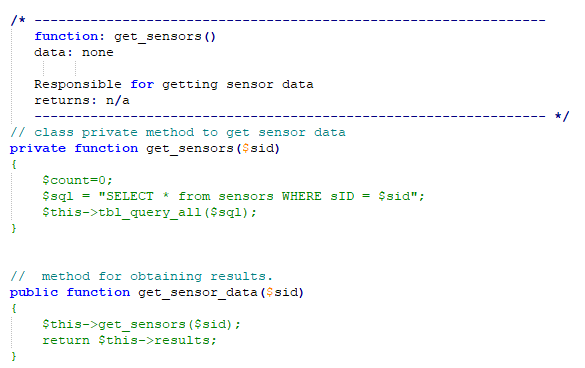 /* ----------------------------------------------------------------
function: get_sensors()
data: none
Responsible for getting sensor data
returns: n/a
---------------------------------------------------------------- */
// class private method to get sensor data
private function get_sensors($sid)
{
$count=0;
$sql = "SELECT * from sensors WHERE sID = $sid";
$this->tbl_query_all($sql);
}
//  method for obtaining results.
public function get_sensor_data($sid)
{
$this->get_sensors($sid);
return $this->results;
}